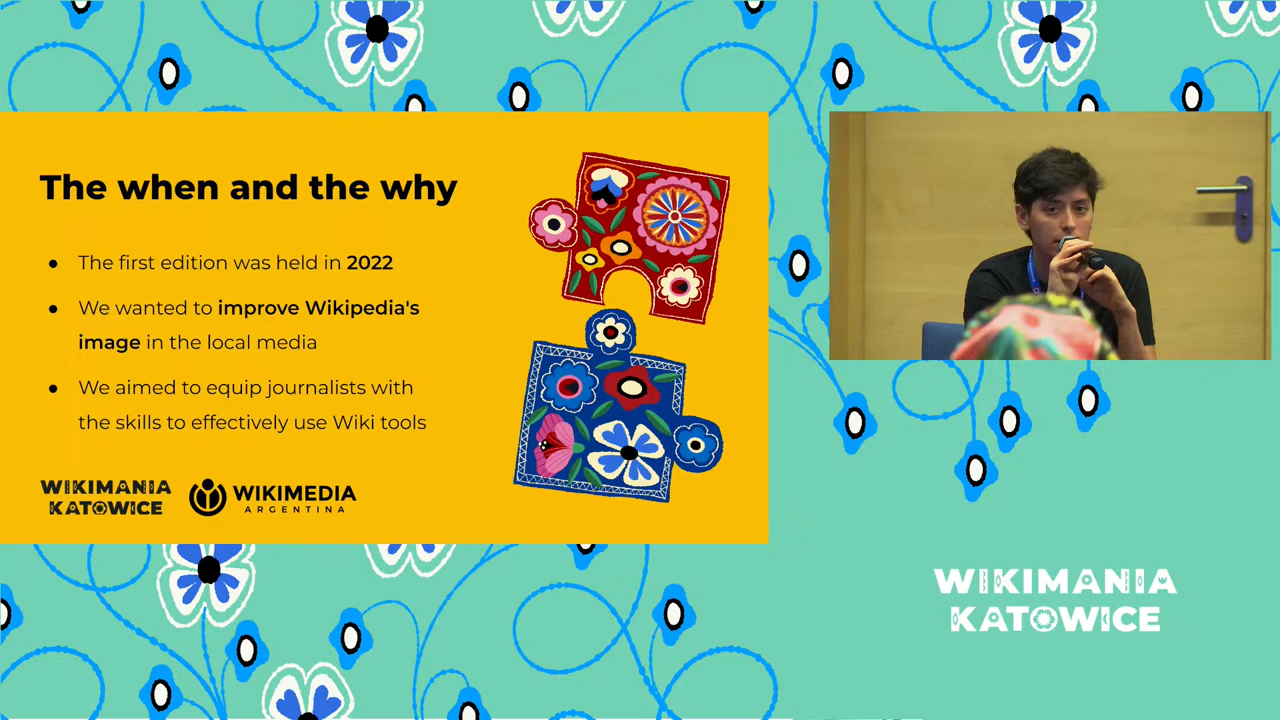 The when and the why
● The first edition was held in 2022
● We wanted to improve Wikipedia's
image in the local media
● We aimed to equip journalists with
the skills to effectively use Wiki tools
WIKIMANIA
KATOWICE
WIKIMEDIA
ARGENTINA
WIKIMANIA
KATOWICE